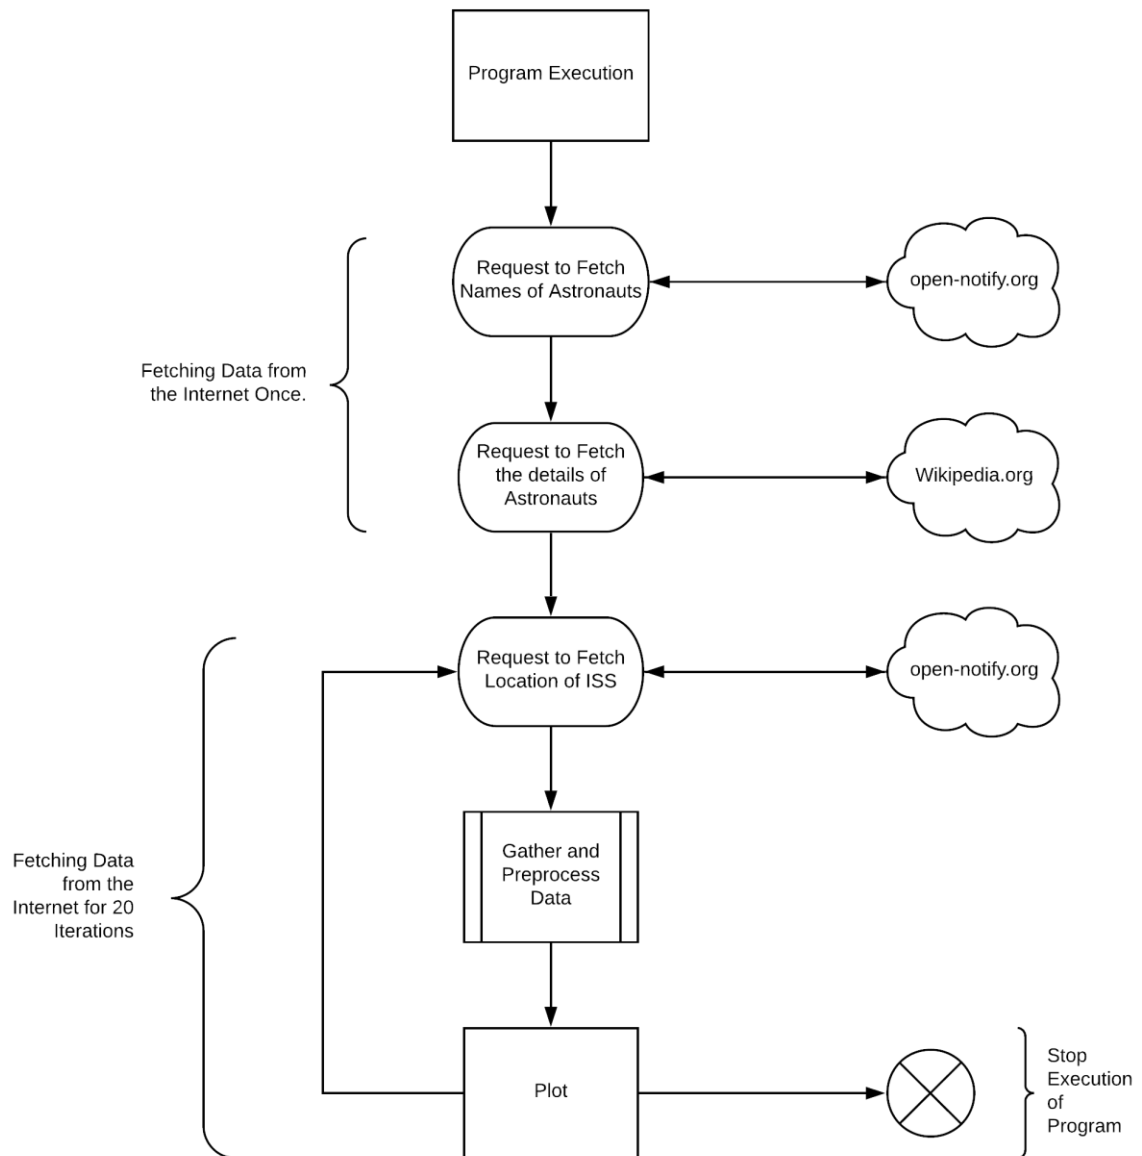 Program Execution
Request to Fetch
Names of Astronauts
open-notify.org
Fetching Data from
the Internet Once.
Request to Fetch
the details of
Astronauts
Wikipedia.org
Request to Fetch
Location of ISS
open-notify.org
Gather and
Preprocess
Data
Fetching Data
from the
Internet for 20
Iterations
Plot
Stop
Execution
of
Program